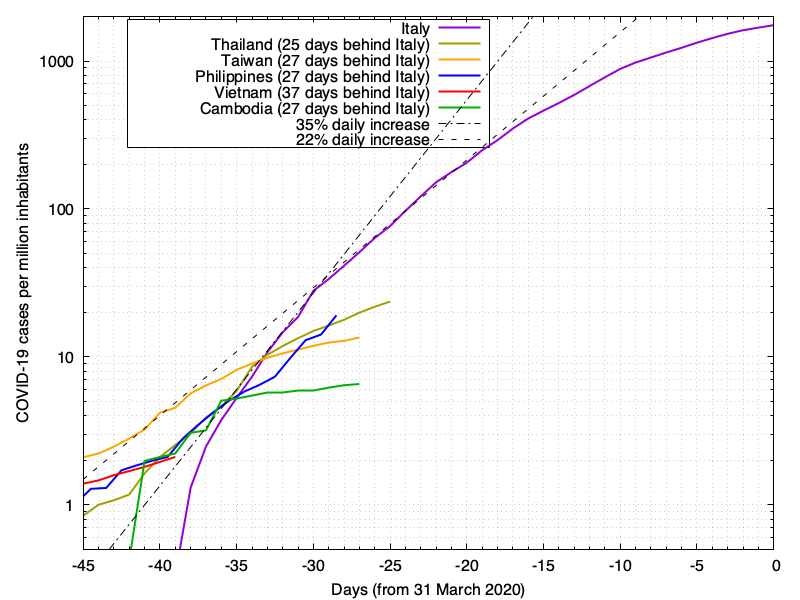 Italy
Thailand (25 days behind Italy)
Taiwan (27 days behind Italy)
Philippines (27 days behind Italy)
Vietnam (37 days behind Italy)
Cambodia (27 days behind Italy)
35% daily increase
22% daily increase
COVID-19 cases per million inhabitants
1000
100
10
1
-45 -40 -35 -30 -25 -20 -15 -10 -5 0
Days (from 31 March 2020)